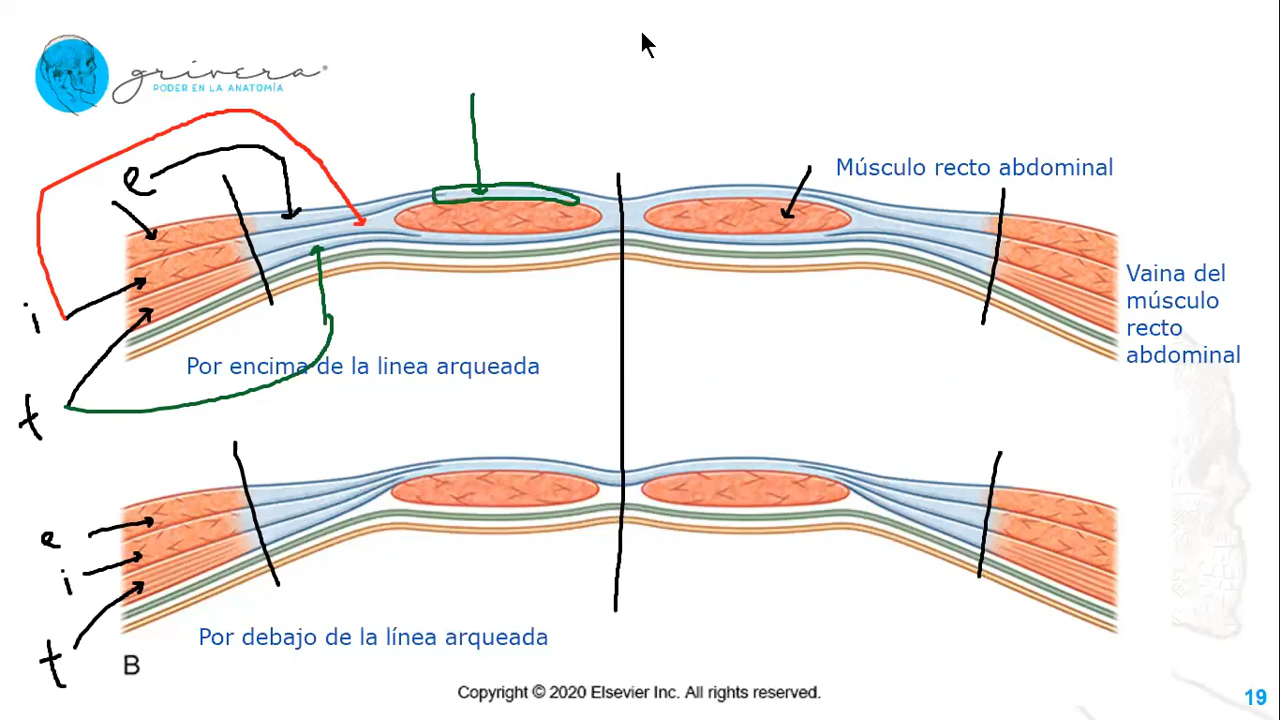 grivera®
PODER EN LA ANATOMÍA
e
Músculo recto abdominal
Vaina del
músculo
recto
abdominal
i
Por encima de la linea arqueada
t
e
i
t
Por debajo de la línea arqueada
B
Copyright © 2020 Elsevier Inc. All rights reserved.
19